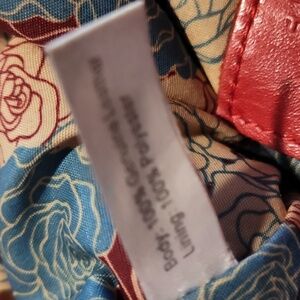 Body: 100% Genuine Leather
Lining: 100% Polyester